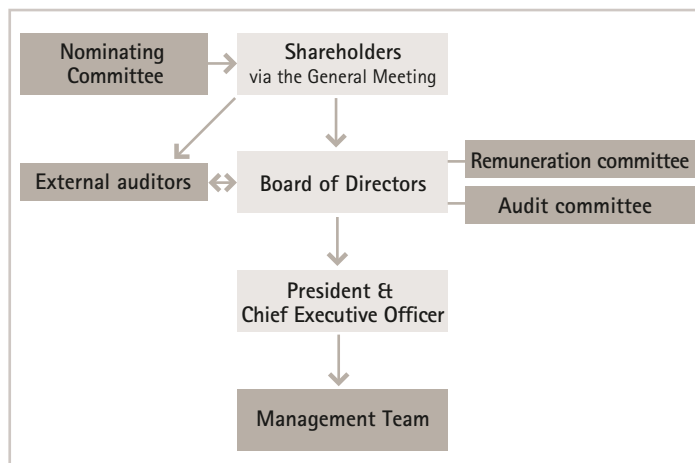 Nominating
Committee
Shareholders
via the General Meeting
External auditors
Board of Directors
Remuneration committee
Audit committee
President &
Chief Executive Officer
Management Team